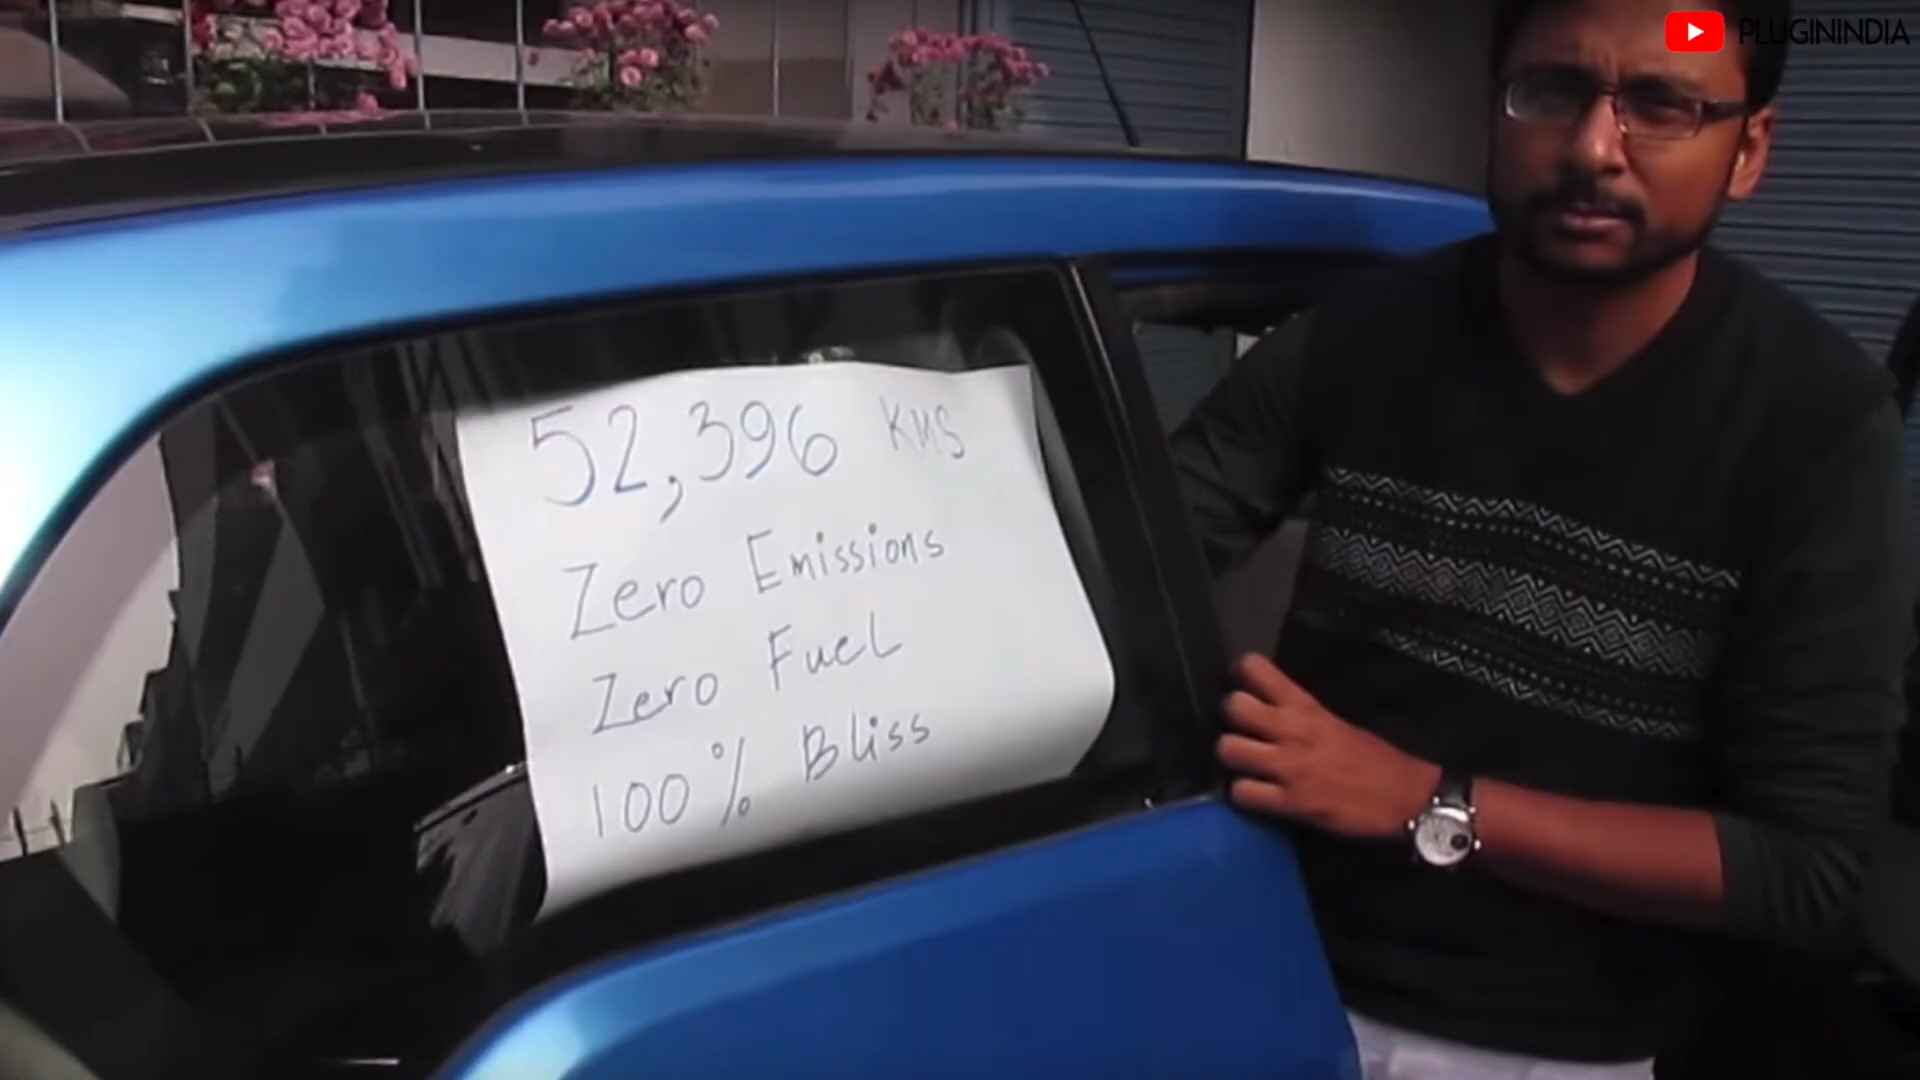 PLUGININDIA
52,396 KMS
Zero Emissions
Zero Fuel
100% Bliss